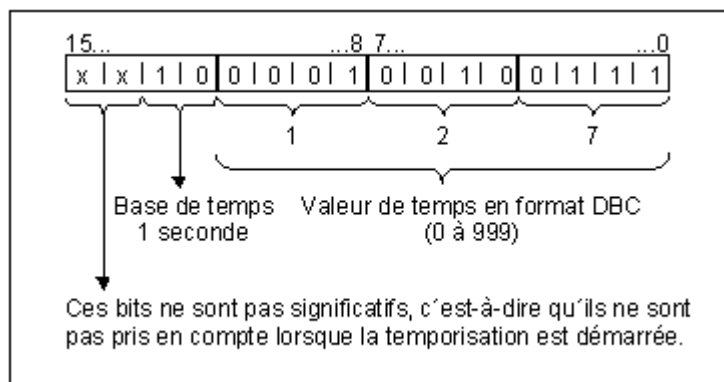 15... ...8 7... ...0
x x 1 0 0 0 0 1 0 0 1 0 0 1 1 1
1 2 7
Base de temps Valeur de temps en format DBC
1 seconde (0 à 999)
Ces bits ne sont pas significatifs, c´est-à-dire qu´ils ne sont
pas pris en compte lorsque la temporisation est démarrée.